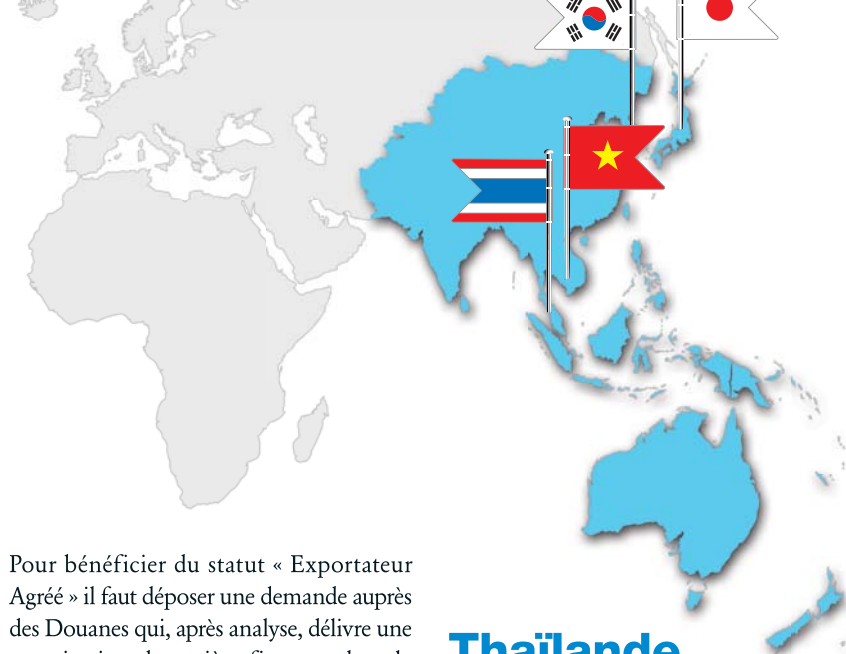 Pour bénéficier du statut « Exportateur
Agréé » il faut déposer une demande auprès
des Douanes qui, après analyse, délivre une
Thaïlande